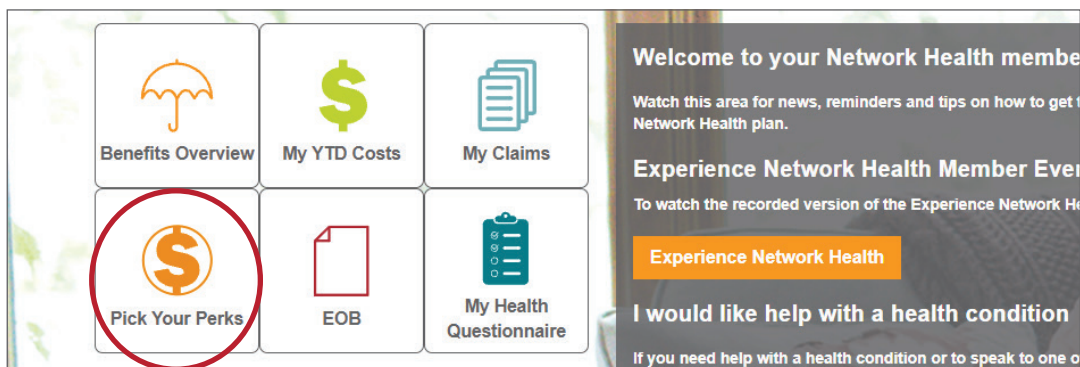 Benefits Overview
My YTD Costs
My Claims
Pick Your Perks
EOB
My Health
Questionnaire
Welcome to your Network Health membe
Watch this area for news, reminders and tips on how to get
Network Health plan.
Experience Network Health Member Ever
To watch the recorded version of the Experience Network He
Experience Network Health
I would like help with a health condition
If you need help with a health condition or to speak to one o